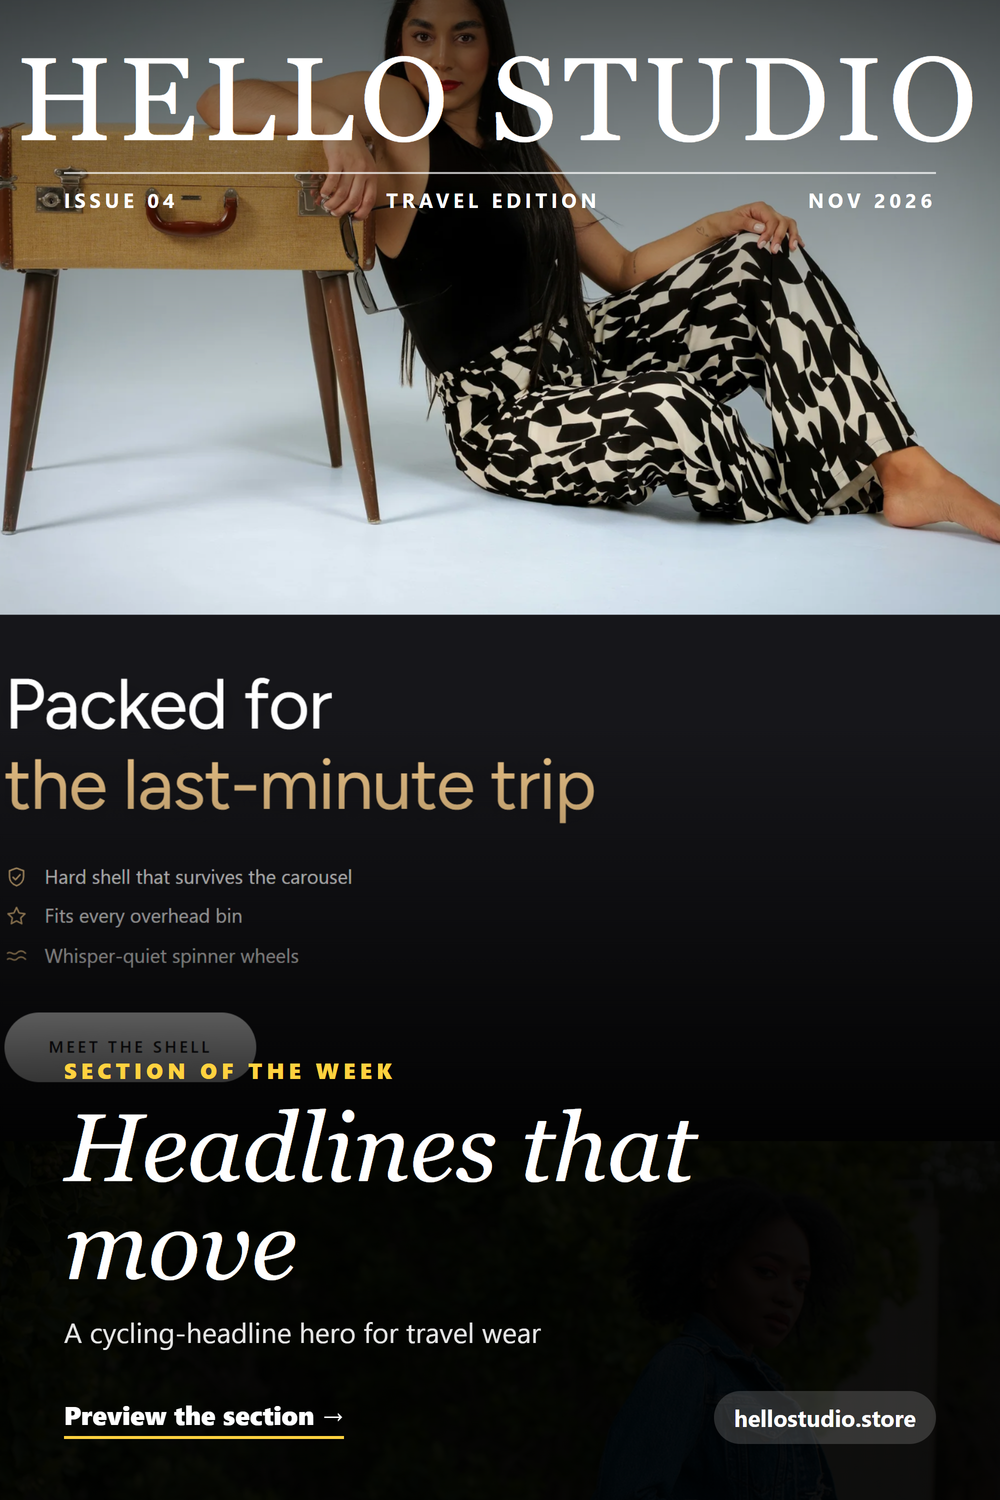 HELLO STUDIO
ISSUE 04
TRAVEL EDITION
NOV 2026
Packed for
the last-minute trip
Hard shell that survives the carousel
Fits every overhead bin
Whisper-quiet spinner wheels
MEET THE SHELL
SECTION OF THE WEEK
Headlines that
move
A cycling-headline hero for travel wear
Preview the section →
hellostudio.store